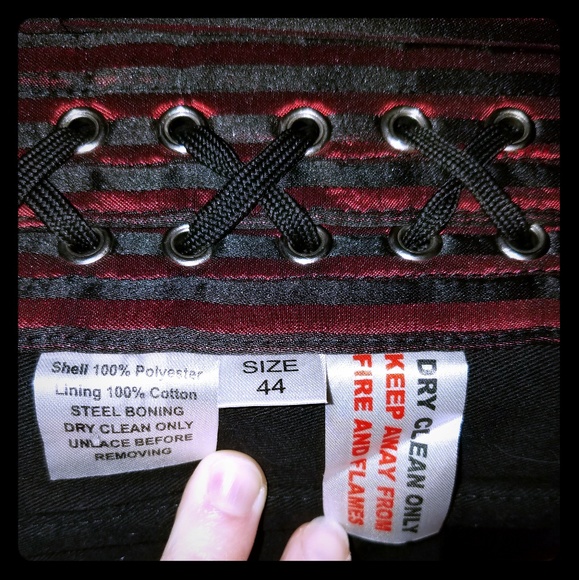 Shell 100% Polyester
Lining 100% Cotton
STEEL BONING
DRY CLEAN ONLY
UNLACE BEFORE
REMOVING
SIZE
44
DRY CLEAN ONLY
KEEP AWAY FROM
FIRE AND FLAMES